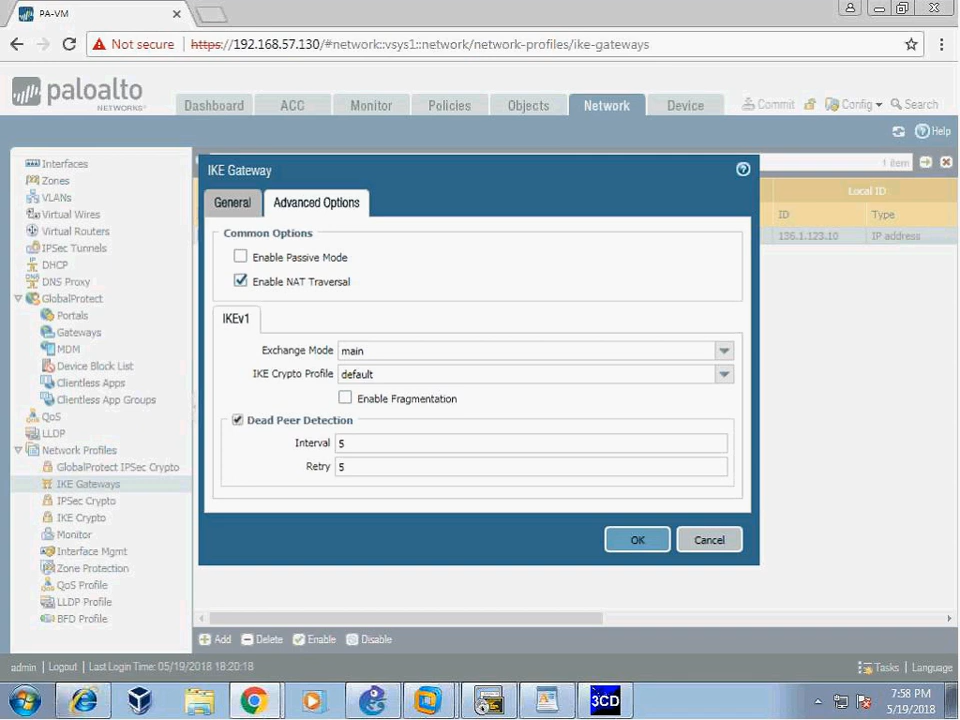 PA-VM
Not secure https://192.168.57.130/#network::vsys1::network/network-profiles/ike-gateways
paloalto
NETWORKS
Dashboard ACC Monitor Policies Objects Network Device Commit Config Search
Help
Interfaces
Zones
VLANs
Virtual Wires
Virtual Routers
IPSec Tunnels
DHCP
DNS Proxy
GlobalProtect
Portals
Gateways
MDM
Device Block List
Clientless Apps
Clientless App Groups
QoS
LLDP
Network Profiles
GlobalProtect IPSec Crypto
IKE Gateways
IPSec Crypto
IKE Crypto
Monitor
Interface Mgmt
Zone Protection
QoS Profile
LLDP Profile
BFD Profile
1 item
Local ID
ID Type
136.1.123.10 IP address
IKE Gateway
General Advanced Options
Common Options
Enable Passive Mode
Enable NAT Traversal
IKEv1
Exchange Mode main
IKE Crypto Profile default
Enable Fragmentation
Dead Peer Detection
Interval 5
Retry 5
OK Cancel
Add Delete Enable Disable
admin | Logout | Last Login Time: 05/19/2018 18:20:18 Tasks | Language
3CD
7:58 PM
5/19/2018